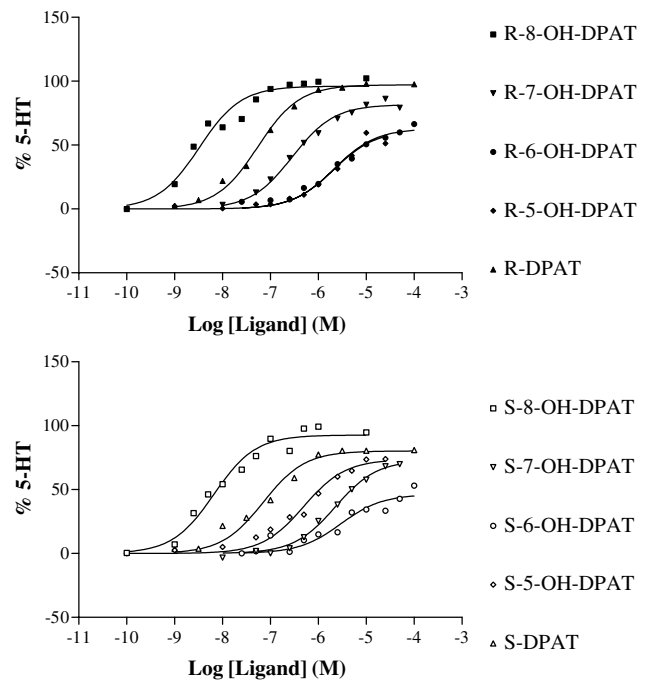 150
100
50
0
-50
% 5-HT
-11 -10 -9 -8 -7 -6 -5 -4 -3
Log [Ligand] (M)
R-8-OH-DPAT
R-7-OH-DPAT
R-6-OH-DPAT
R-5-OH-DPAT
R-DPAT
150
100
50
0
-50
% 5-HT
-11 -10 -9 -8 -7 -6 -5 -4 -3
Log [Ligand] (M)
S-8-OH-DPAT
S-7-OH-DPAT
S-6-OH-DPAT
S-5-OH-DPAT
S-DPAT